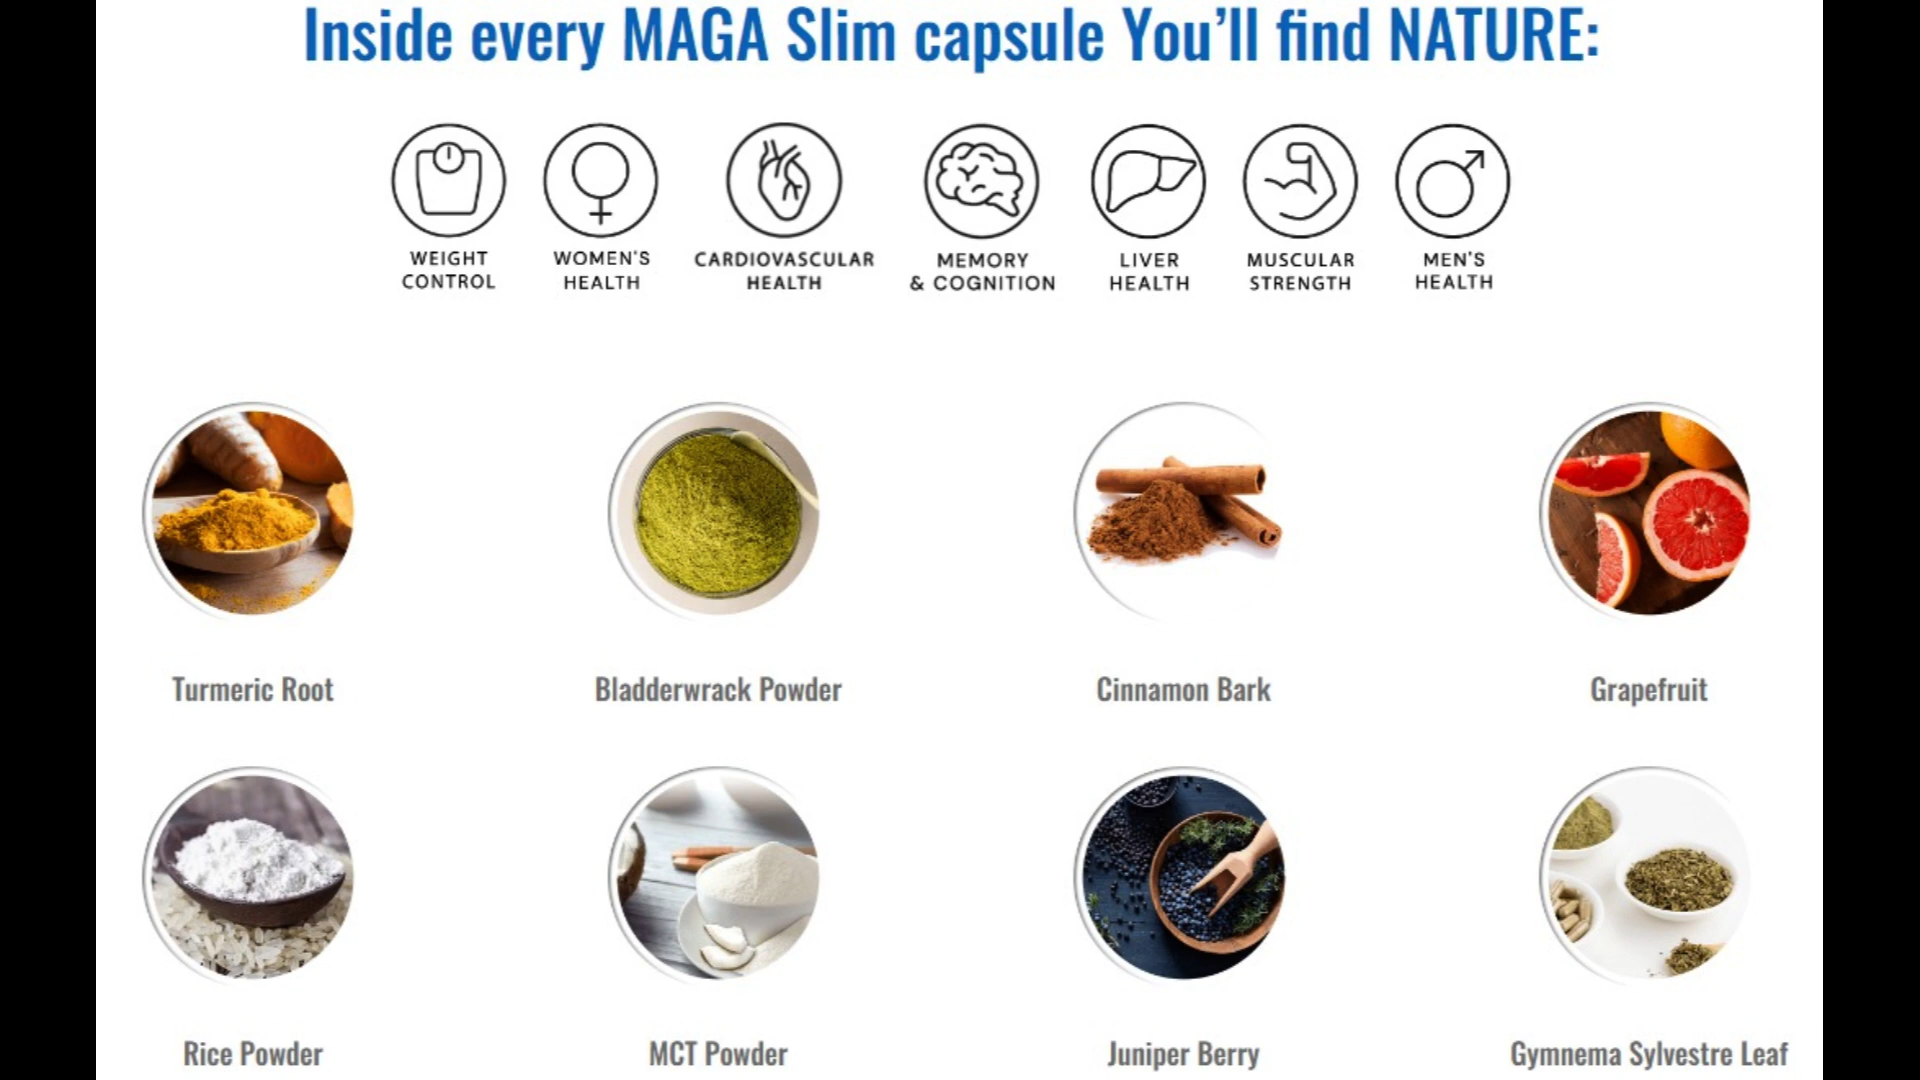 Inside every MAGA Slim capsule You’ll find NATURE:
WEIGHT
CONTROL
WOMEN'S
HEALTH
CARDIOVASCULAR
HEALTH
MEMORY
& COGNITION
LIVER
HEALTH
MUSCULAR
STRENGTH
MEN'S
HEALTH
Turmeric Root
Bladderwrack Powder
Cinnamon Bark
Grapefruit
Rice Powder
MCT Powder
Juniper Berry
Gymnema Sylvestre Leaf